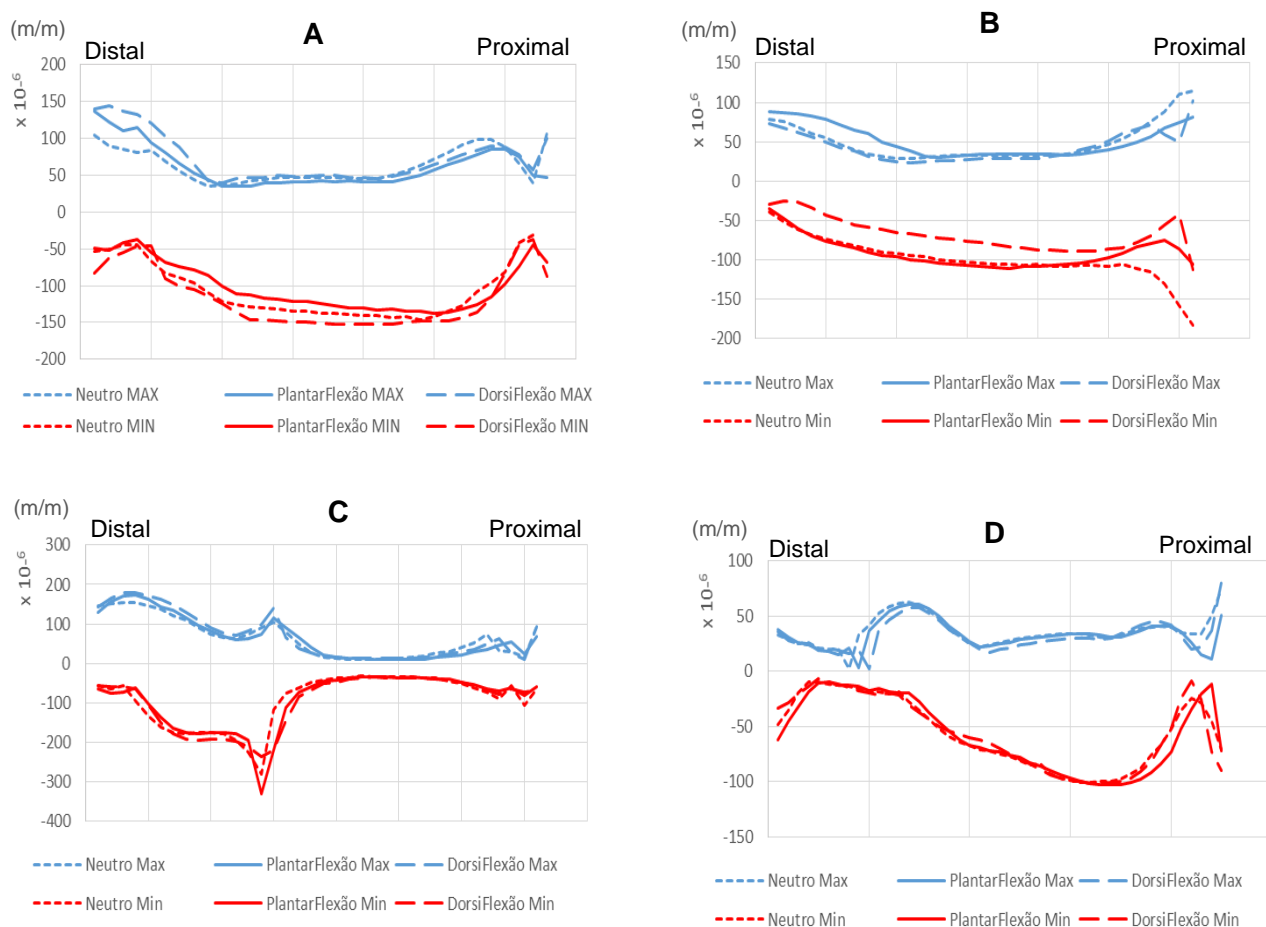 (m/m)
A
Distal
Proximal
x 10⁻⁶
200
150
100
50
0
-50
-100
-150
-200
Neutro MAX
PlantarFlexão MAX
DorsiFlexão MAX
Neutro MIN
PlantarFlexão MIN
DorsiFlexão MIN
(m/m)
B
Distal
Proximal
x 10⁻⁶
150
100
50
0
-50
-100
-150
-200
Neutro Max
PlantarFlexão Max
DorsiFlexão Max
Neutro Min
PlantarFlexão Min
DorsiFlexão Min
(m/m)
C
Distal
Proximal
x 10⁻⁶
300
200
100
0
-100
-200
-300
-400
Neutro Max
PlantarFlexão Max
DorsiFlexão Max
Neutro Min
PlantarFlexão Min
DorsiFlexão Min
(m/m)
D
Distal
Proximal
x 10⁻⁶
100
50
0
-50
-100
-150
Neutro Max
PlantarFlexão Max
DorsiFlexão Max
Neutro Min
PlantarFlexão Min
DorsiFlexão Min